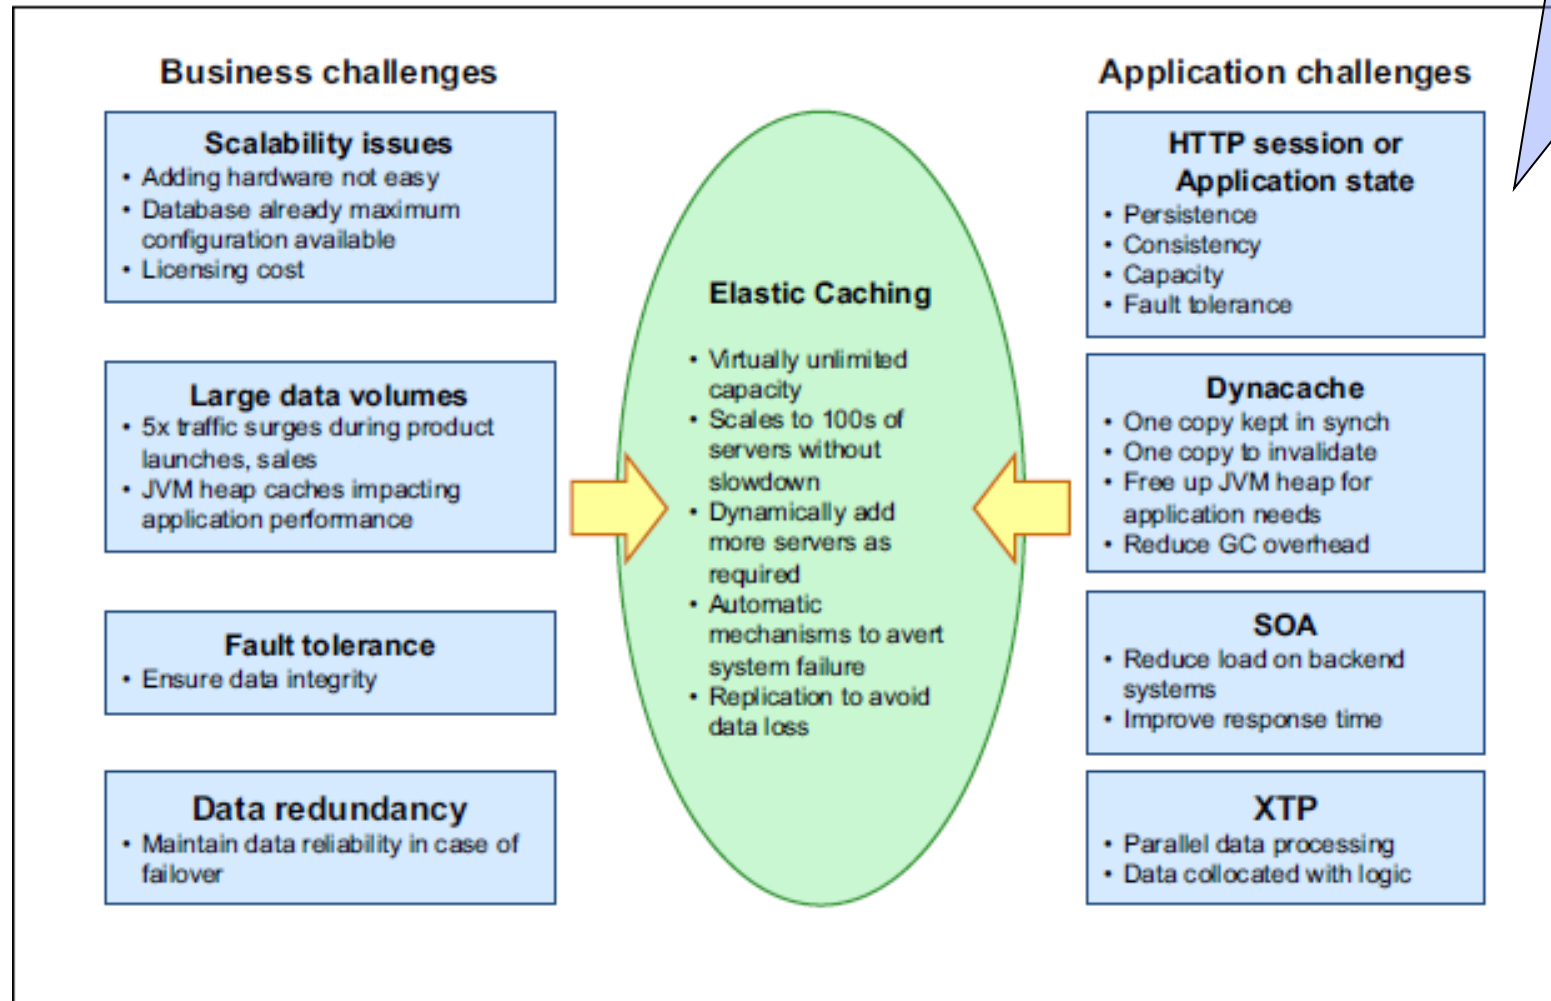 Business challenges
Scalability issues
• Adding hardware not easy
• Database already maximum
configuration available
• Licensing cost
Large data volumes
• 5x traffic surges during product
launches, sales
• JVM heap caches impacting
application performance
Fault tolerance
• Ensure data integrity
Data redundancy
• Maintain data reliability in case of
failover
Elastic Caching
• Virtually unlimited
capacity
• Scales to 100s of
servers without
slowdown
• Dynamically add
more servers as
required
• Automatic
mechanisms to avert
system failure
• Replication to avoid
data loss
Application challenges
HTTP session or
Application state
• Persistence
• Consistency
• Capacity
• Fault tolerance
Dynacache
• One copy kept in synch
• One copy to invalidate
• Free up JVM heap for
application needs
• Reduce GC overhead
SOA
• Reduce load on backend
systems
• Improve response time
XTP
• Parallel data processing
• Data collocated with logic